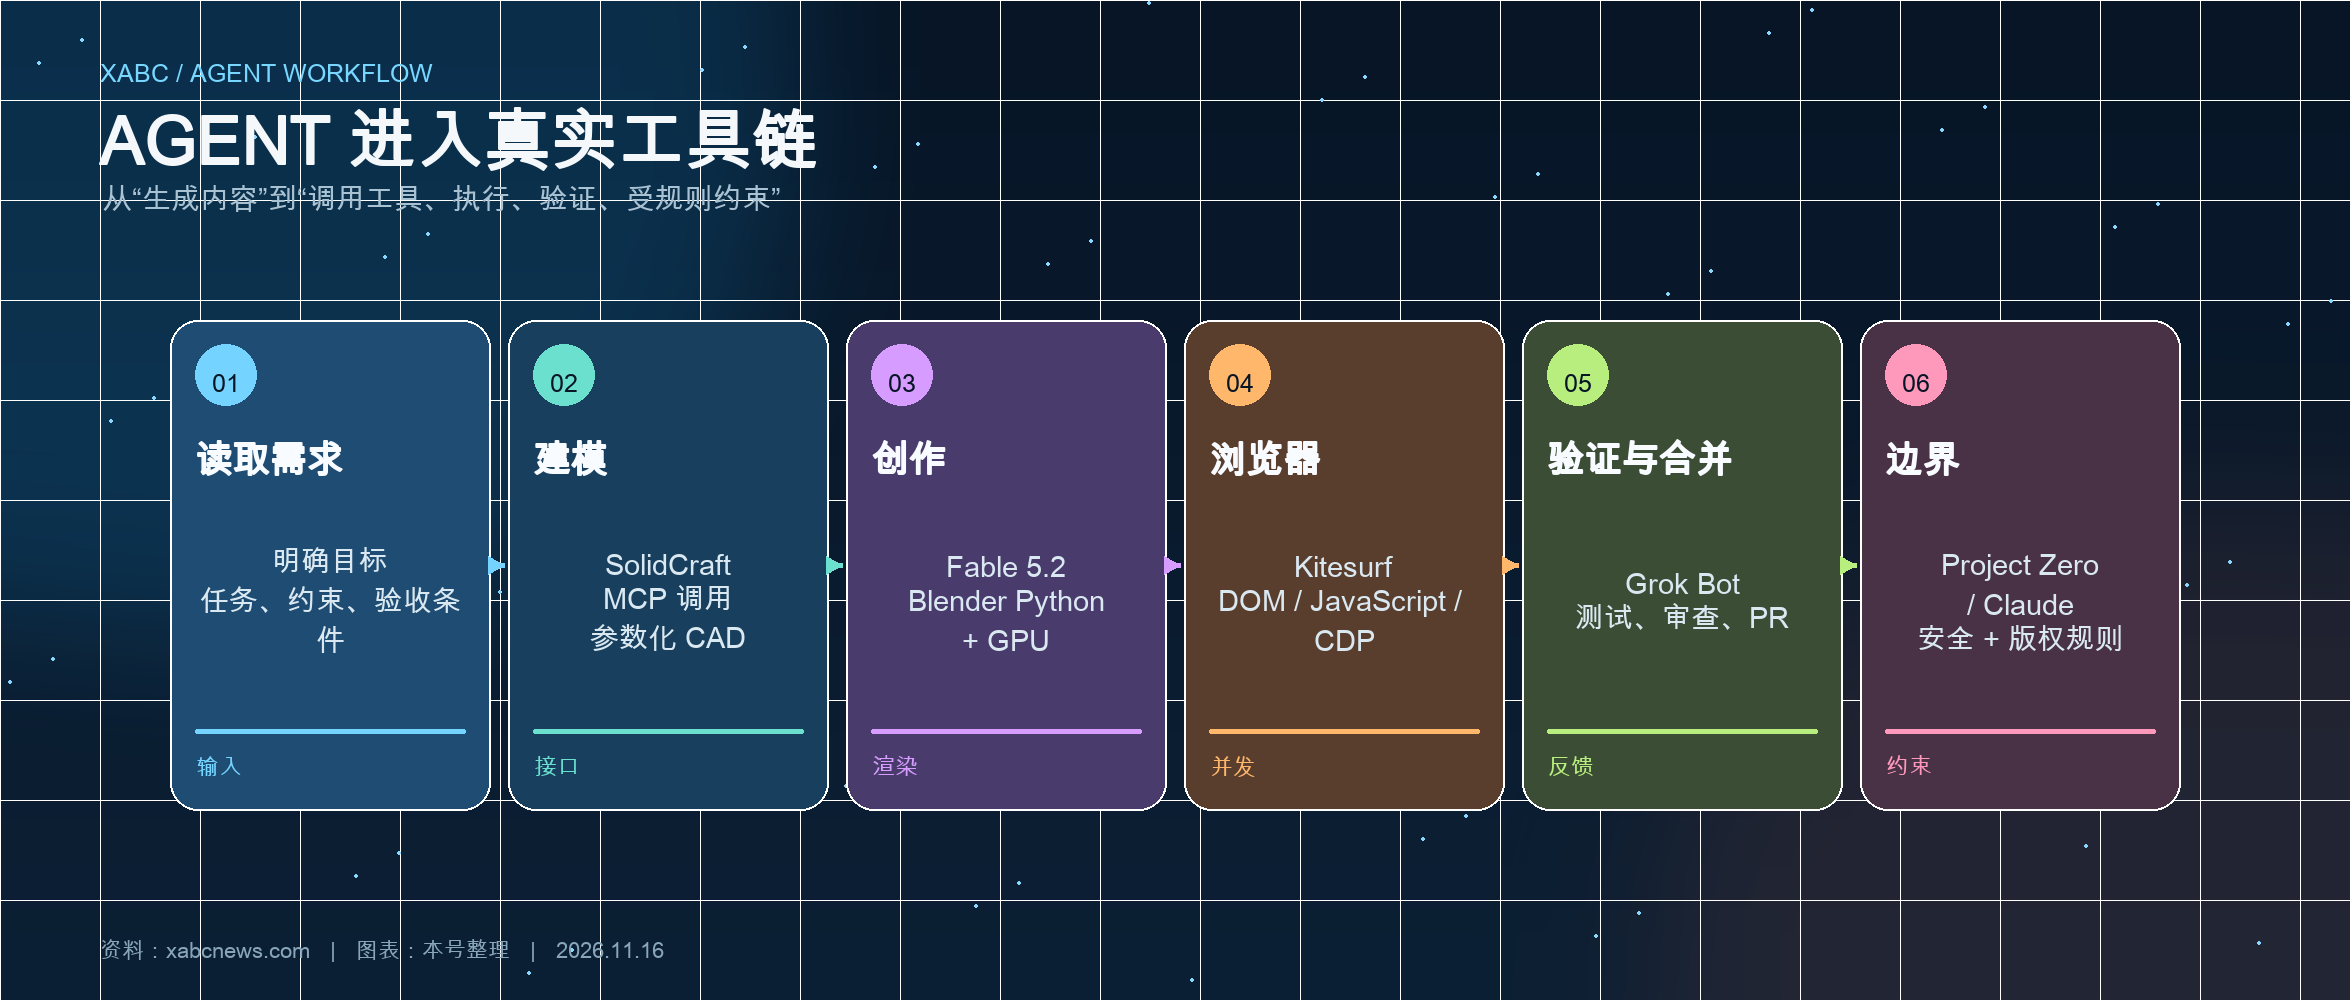 XABC / AGENT WORKFLOW
AGENT 进入真实工具链
从“生成内容”到“调用工具、执行、验证、受规则约束”
01
读取需求
明确目标
任务、约束、验收条
件
输入
02
建模
SolidCraft
MCP 调用
参数化 CAD
接口
03
创作
Fable 5.2
Blender Python
+ GPU
渲染
04
浏览器
Kitesurf
DOM / JavaScript /
CDP
并发
05
验证与合并
Grok Bot
测试、审查、PR
反馈
06
边界
Project Zero
/ Claude
安全 + 版权规则
约束
资料：xabcnews.com | 图表：本号整理 | 2026.11.16